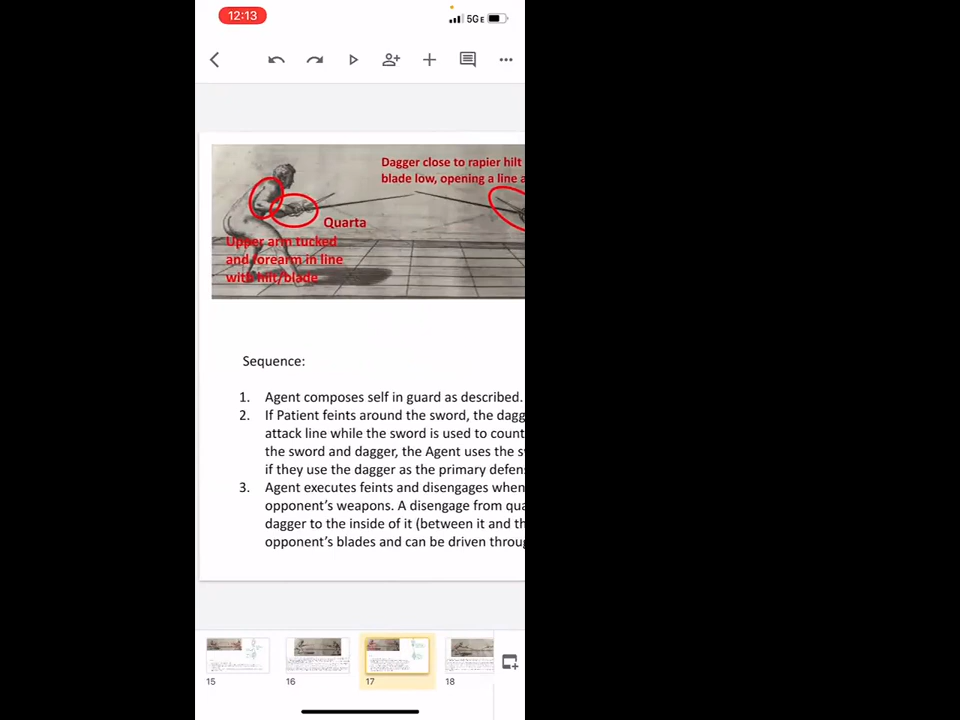 12:13
5GE
Dagger close to rapier hilt
blade low, opening a line a
Quarta
Upper arm tucked
and forearm in line
with hilt/blade
Sequence:
1. Agent composes self in guard as described.
2. If Patient feints around the sword, the dagg
attack line while the sword is used to count
the sword and dagger, the Agent uses the s
if they use the dagger as the primary defen
3. Agent executes feints and disengages when
opponent's weapons. A disengage from qua
dagger to the inside of it (between it and th
opponent's blades and can be driven throug
15
16
17
18